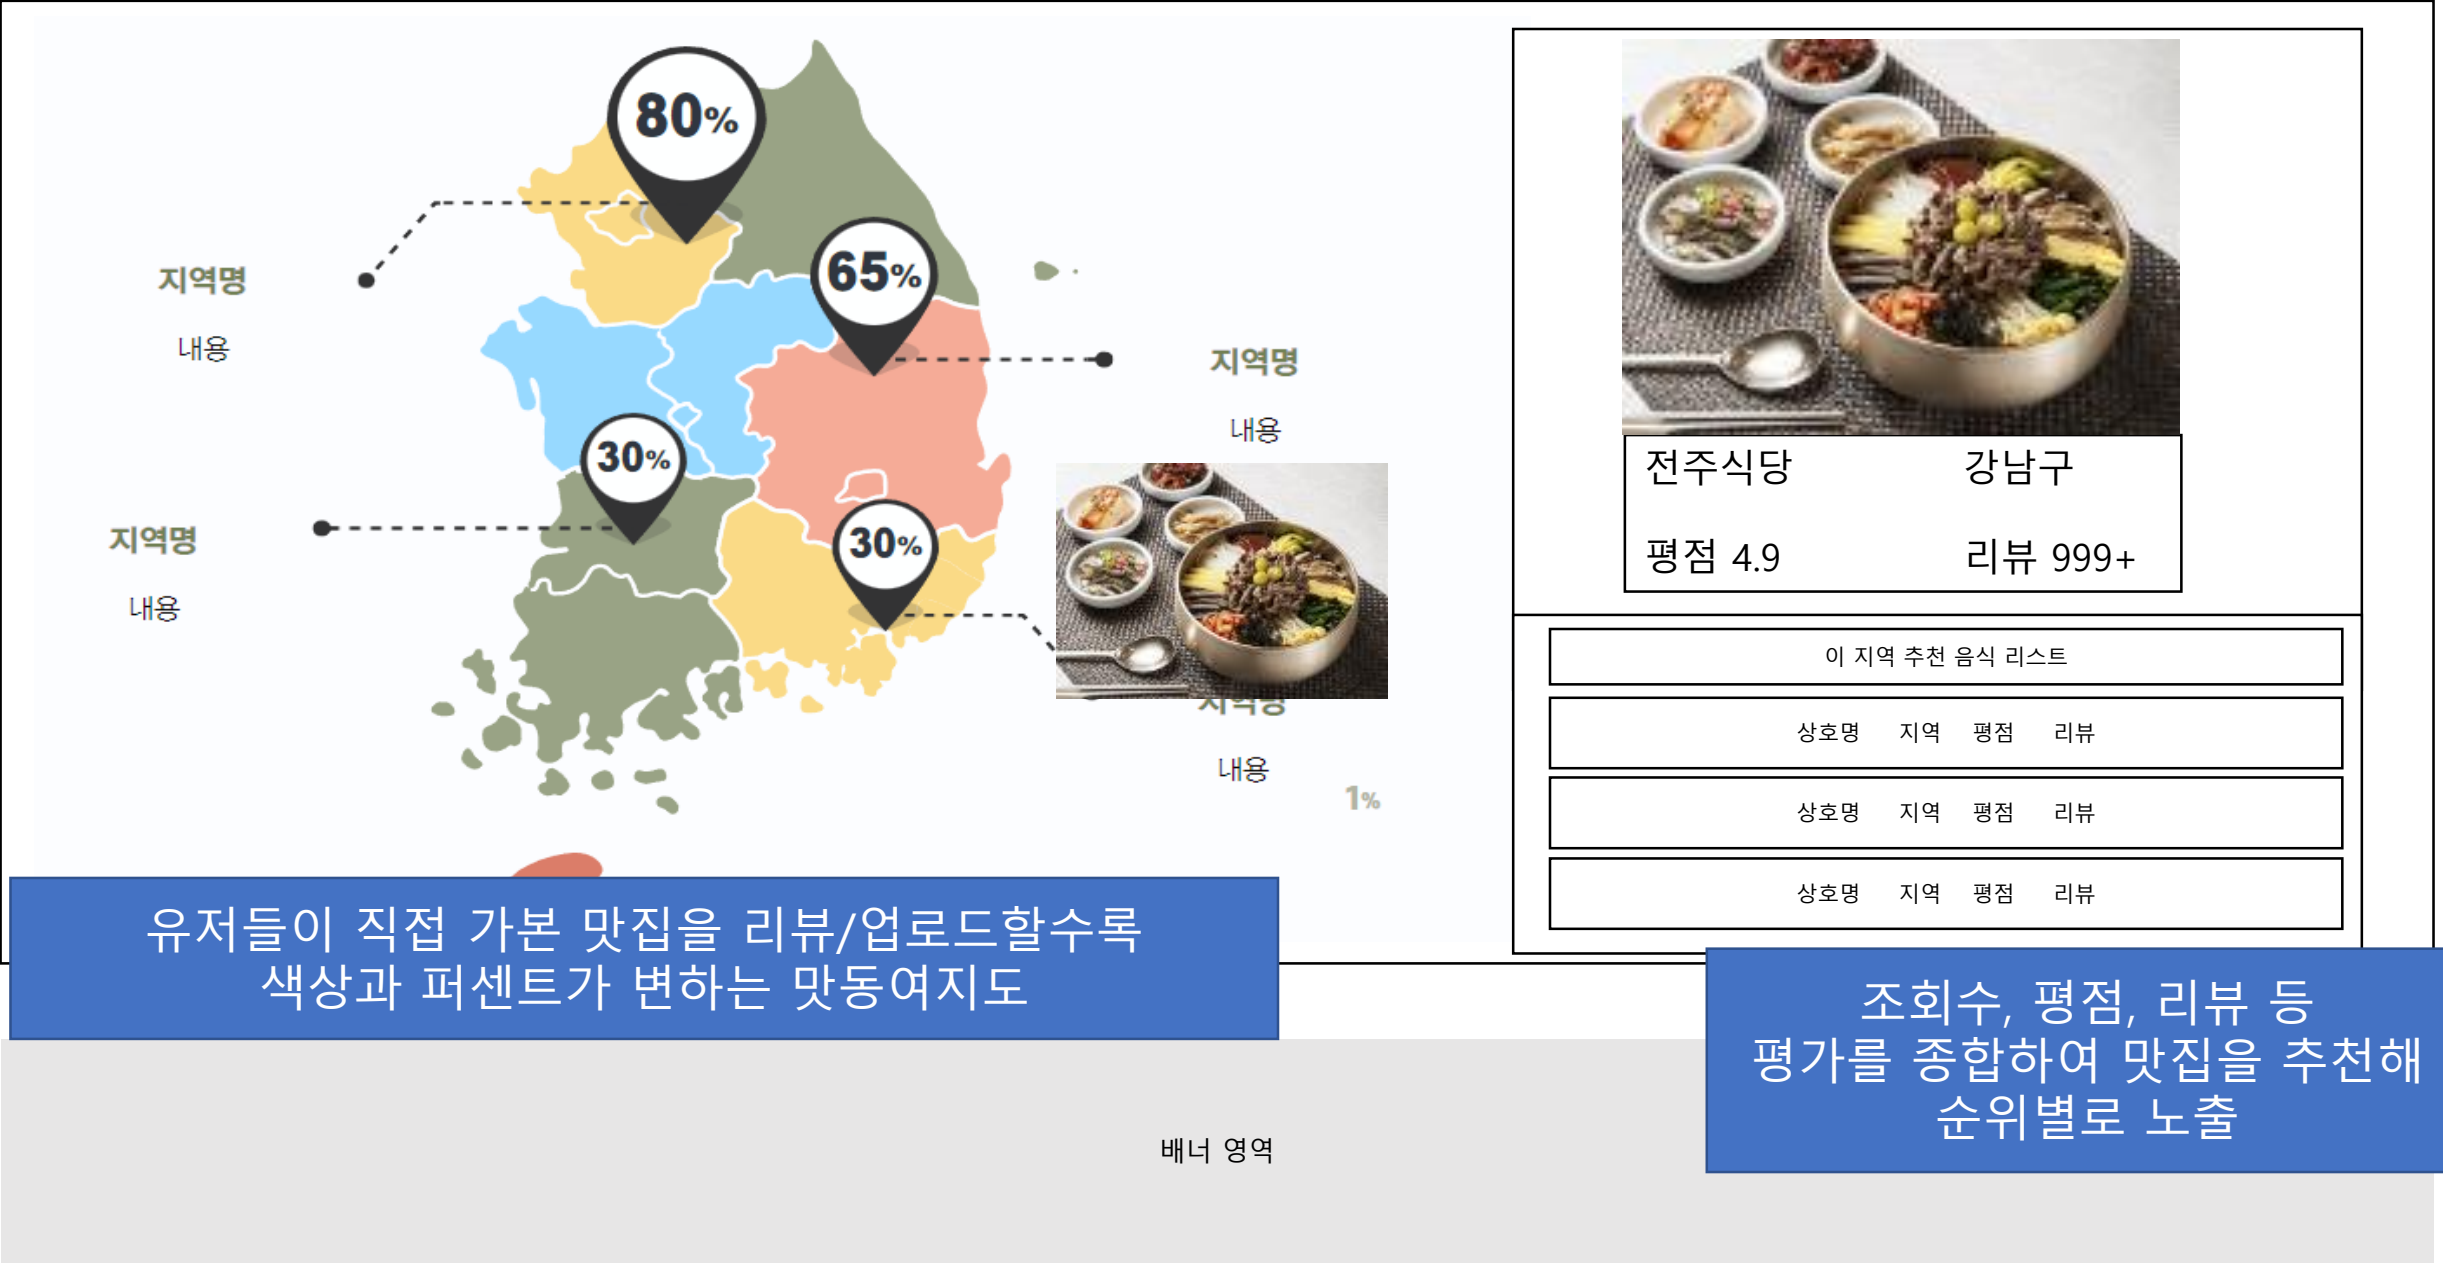 80%
65%
30%
30%
지역명
내용
지역명
내용
지역명
내용
지역명
내용
1%
전주식당 강남구
평점 4.9 리뷰 999+
이 지역 추천 음식 리스트
상호명 지역 평점 리뷰
상호명 지역 평점 리뷰
상호명 지역 평점 리뷰
유저들이 직접 가본 맛집을 리뷰/업로드할수록
색상과 퍼센트가 변하는 맛동여지도
조회수, 평점, 리뷰 등
평가를 종합하여 맛집을 추천해
순위별로 노출
배너 영역